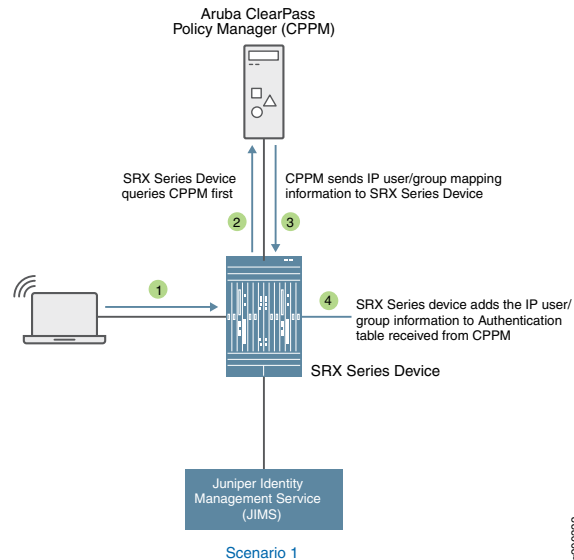 Aruba ClearPass
Policy Manager (CPPM)
SRX Series Device
queries CPPM first
CPPM sends IP user/group mapping
information to SRX Series Device
2
3
1
4
SRX Series device adds the IP user/
group information to Authentication
table received from CPPM
SRX Series Device
Juniper Identity
Management Service
(JIMS)
Scenario 1